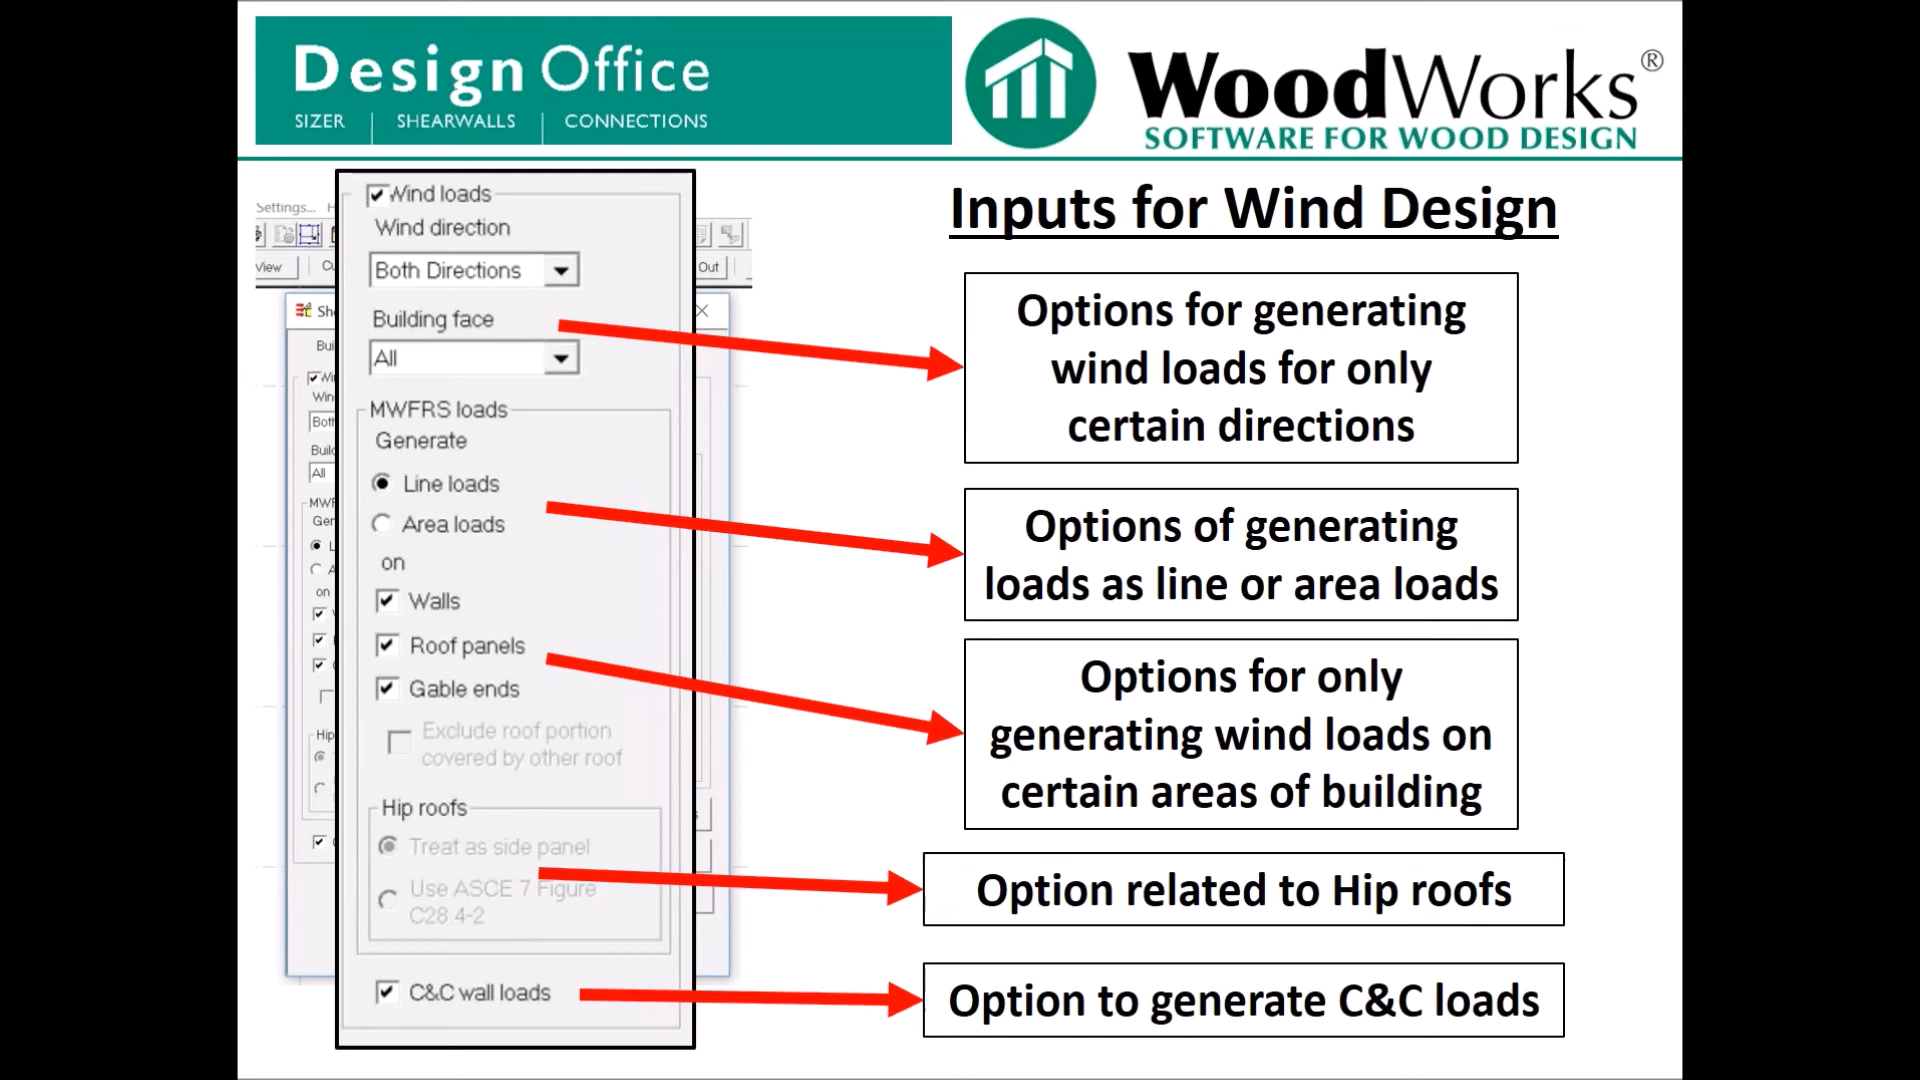 Design Office
SIZER | SHEARWALLS | CONNECTIONS
WoodWorks®
SOFTWARE FOR WOOD DESIGN
Inputs for Wind Design
Settings...
View
Out
Wind loads
Wind direction
Both Directions
Building face
All
MWFRS loads
Generate
Line loads
Area loads
on
Walls
Roof panels
Gable ends
Exclude roof portion
covered by other roof
Hip roofs
Treat as side panel
Use ASCE 7 Figure
C28.4-2
C&C wall loads
Options for generating
wind loads for only
certain directions
Options of generating
loads as line or area loads
Options for only
generating wind loads on
certain areas of building
Option related to Hip roofs
Option to generate C&C loads
All
on
Hip